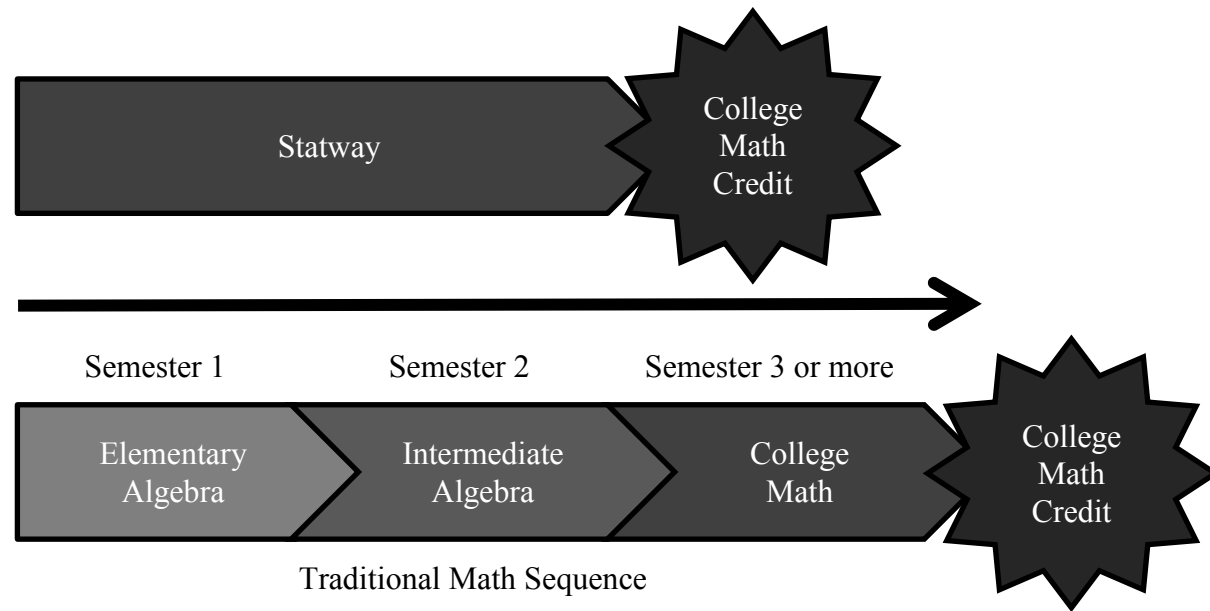 Statway
College
Math
Credit
Semester 1
Semester 2
Semester 3 or more
Elementary
Algebra
Intermediate
Algebra
College
Math
College
Math
Credit
Traditional Math Sequence